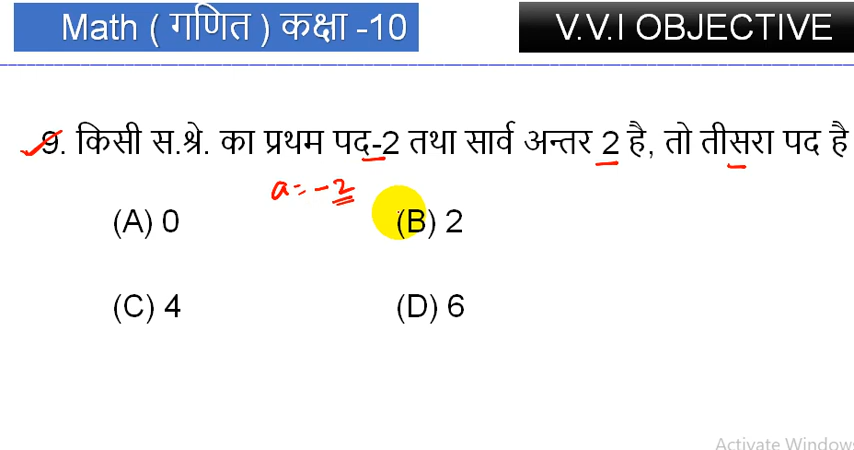 Math ( गणित ) कक्षा -10
V.V.I OBJECTIVE
9. किसी स.श्रे. का प्रथम पद-2 तथा सार्व अन्तर 2 है, तो तीसरा पद है
a = -2
(A) 0
(B) 2
(C) 4
(D) 6
Activate Windows